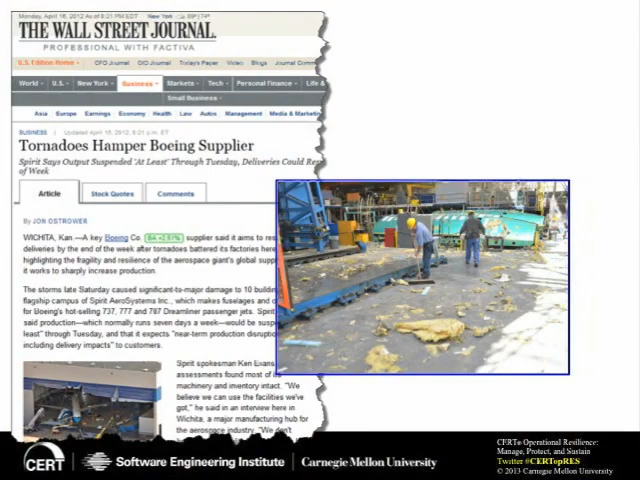 Monday, April 16, 2012 As of 8:21 PM EDT New York
THE WALL STREET JOURNAL.
PROFESSIONAL WITH FACTIVA
U.S. Edition Home CFO Journal CIO Journal Today's Paper Video Blogs Journal Comm
World U.S. New York Business Markets Tech Personal Finance Life &
Small Business
Asia Europe Earnings Economy Health Law Autos Management Media & Marketing
BUSINESS Updated April 16, 2012, 8:21 p.m. ET
Tornadoes Hamper Boeing Supplier
Spirit Says Output Suspended 'At Least' Through Tuesday, Deliveries Could Res
of Week
Article Stock Quotes Comments
By JON OSTROWER
WICHITA, Kan.—A key Boeing Co. supplier said it aims to res
deliveries by the end of the week after tornadoes battered its factories here
highlighting the fragility and resilience of the aerospace giant's global supp
it works to sharply increase production.
The storms late Saturday caused significant-to-major damage to 10 building
flagship campus of Spirit AeroSystems Inc., which makes fuselages and o
for Boeing's hot-selling 737, 777 and 787 Dreamliner passenger jets. Spirit
said production—which normally runs seven days a week—would be suspe
least" through Tuesday, and that it expects "near-term production disruptio
including delivery impacts" to customers.
Spirit spokesman Ken Evans
assessments found most of its
machinery and inventory intact. "We
believe we can use the facilities we've
got," he said in an interview here in
Wichita, a major manufacturing hub for
the aerospace industry. "We don't
CERT
Software Engineering Institute
Carnegie Mellon University
CERT® Operational Resilience:
Manage, Protect, and Sustain
Twitter #CERTopRES
© 2013 Carnegie Mellon University